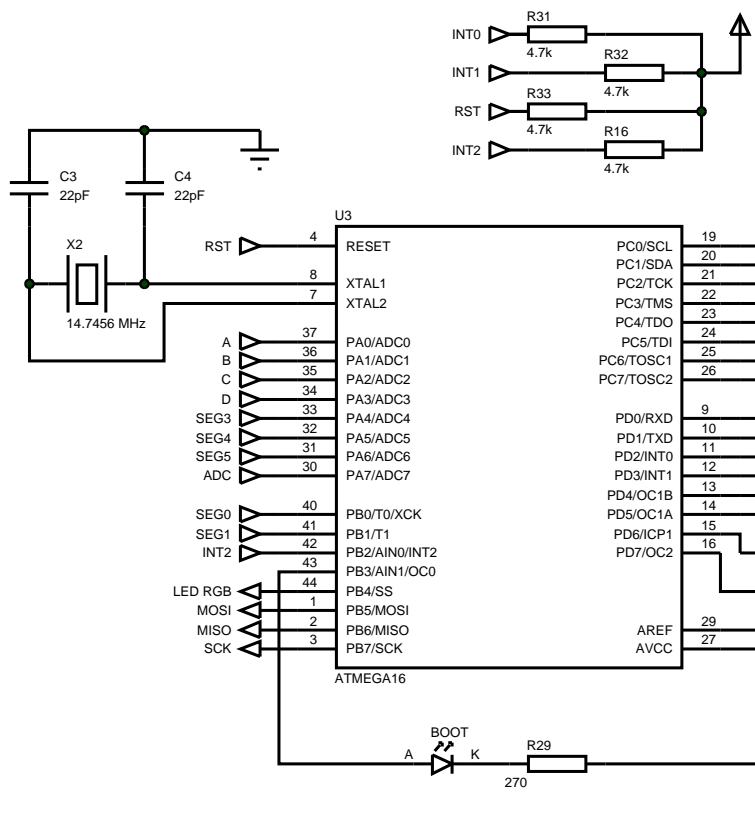 R31
INT0
4.7k
R32
INT1
4.7k
R33
RST
4.7k
R16
INT2
4.7k
C3
22pF
C4
22pF
X2
14.7456 MHz
U3
RST 4 RESET PC0/SCL 19
PC1/SDA 20
8 XTAL1 PC2/TCK 21
7 XTAL2 PC3/TMS 22
PC4/TDO 23
A 37 PA0/ADC0 PC5/TDI 24
B 36 PA1/ADC1 PC6/TOSC1 25
C 35 PA2/ADC2 PC7/TOSC2 26
D 34 PA3/ADC3
SEG3 33 PA4/ADC4 PD0/RXD 9
SEG4 32 PA5/ADC5 PD1/TXD 10
SEG5 31 PA6/ADC6 PD2/INT0 11
ADC 30 PA7/ADC7 PD3/INT1 12
PD4/OC1B 13
SEG0 40 PB0/T0/XCK PD5/OC1A 14
SEG1 41 PB1/T1 PD6/ICP1 15
INT2 42 PB2/AIN0/INT2 PD7/OC2 16
43 PB3/AIN1/OC0
LED RGB 44 PB4/SS
MOSI 1 PB5/MOSI
MISO 2 PB6/MISO AREF 29
SCK 3 PB7/SCK AVCC 27
ATMEGA16
BOOT
A K
R29
270